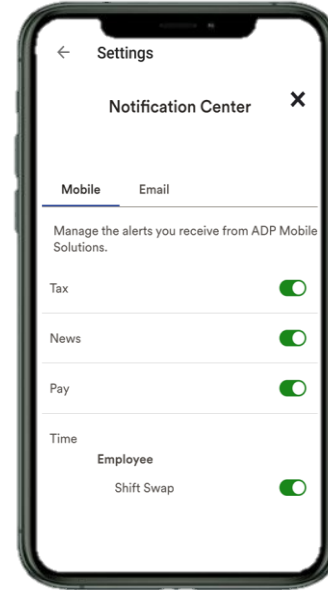 Settings
Notification Center
Mobile Email
Manage the alerts you receive from ADP Mobile
Solutions.
Tax
News
Pay
Time
Employee
Shift Swap